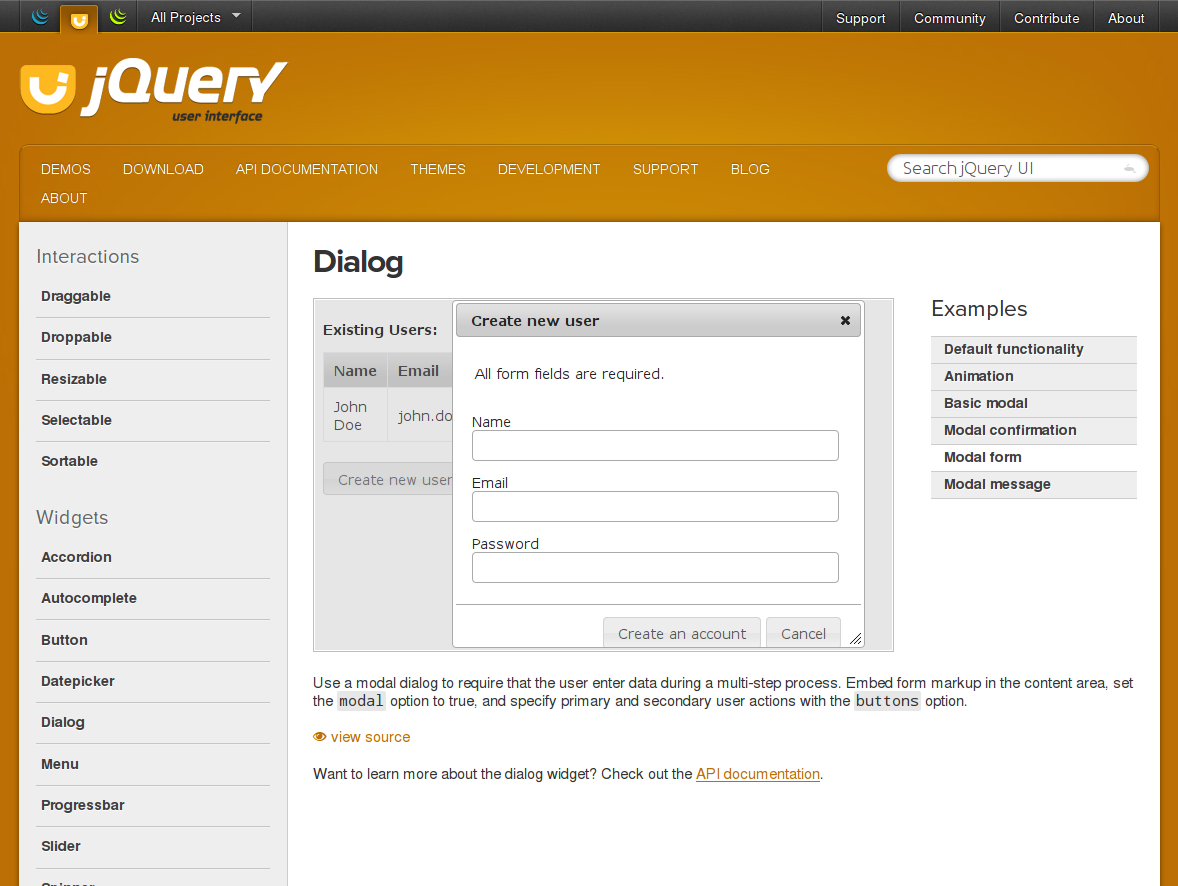 All Projects Support Community Contribute About
jQuery
user interface
DEMOS DOWNLOAD API DOCUMENTATION THEMES DEVELOPMENT SUPPORT BLOG
ABOUT
Search jQuery UI
Interactions
Draggable
Droppable
Resizable
Selectable
Sortable
Widgets
Accordion
Autocomplete
Button
Datepicker
Dialog
Menu
Progressbar
Slider
Dialog
Existing Users:
Name Email
John
Doe
john.do
Create new user
Create new user
All form fields are required.
Name
Email
Password
Create an account Cancel
Use a modal dialog to require that the user enter data during a multi-step process. Embed form markup in the content area, set
the modal option to true, and specify primary and secondary user actions with the buttons option.
view source
Want to learn more about the dialog widget? Check out the API documentation.
Examples
Default functionality
Animation
Basic modal
Modal confirmation
Modal form
Modal message